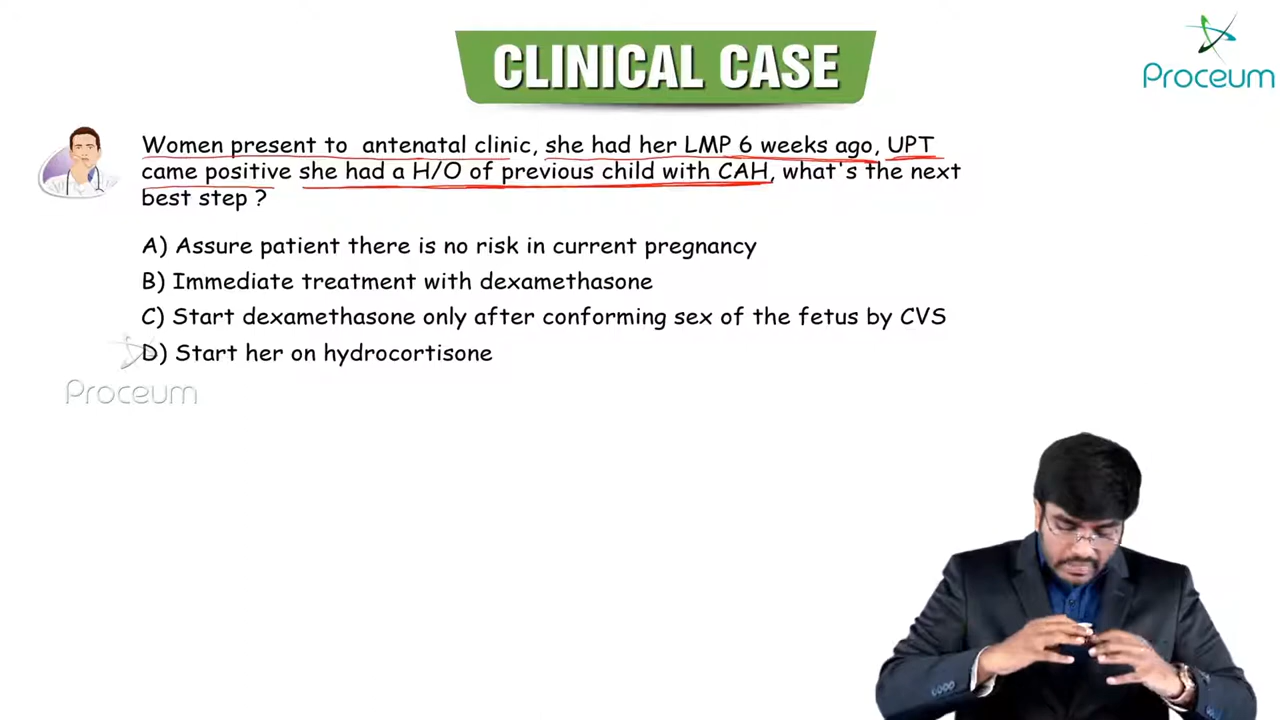 CLINICAL CASE
Proceum
Women present to antenatal clinic, she had her LMP 6 weeks ago, UPT
came positive she had a H/O of previous child with CAH, what's the next
best step ?
A) Assure patient there is no risk in current pregnancy
B) Immediate treatment with dexamethasone
C) Start dexamethasone only after conforming sex of the fetus by CVS
D) Start her on hydrocortisone
Proceum